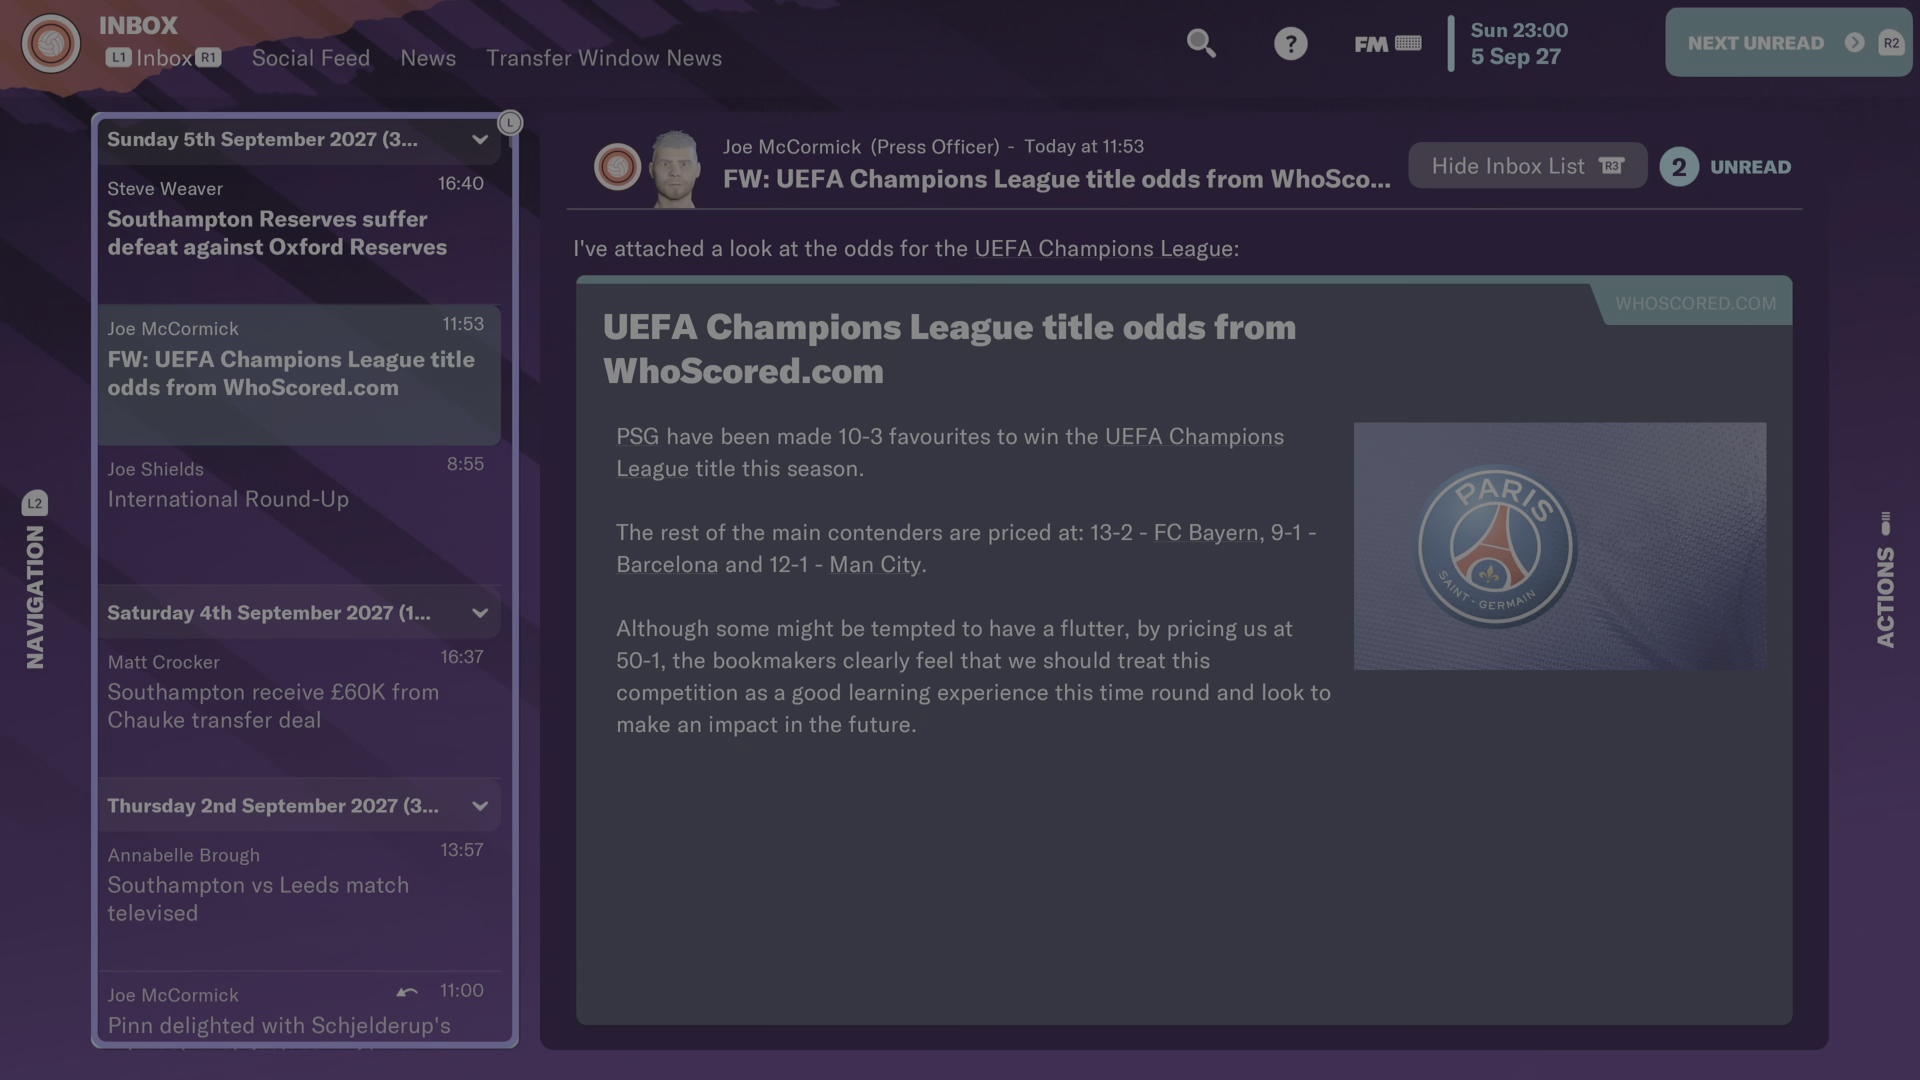 INBOX
L1 Inbox R1 Social Feed News Transfer Window News
?
FM
Sun 23:00
5 Sep 27
NEXT UNREAD R2
L
Sunday 5th September 2027 (3...
Steve Weaver 16:40
Southampton Reserves suffer
defeat against Oxford Reserves
Joe McCormick 11:53
FW: UEFA Champions League title
odds from WhoScored.com
Joe Shields 8:55
International Round-Up
Saturday 4th September 2027 (1...
Matt Crocker 16:37
Southampton receive £60K from
Chauke transfer deal
Thursday 2nd September 2027 (3...
Annabelle Brough 13:57
Southampton vs Leeds match
televised
Joe McCormick 11:00
Pinn delighted with Schjelderup's
L2
NAVIGATION
Joe McCormick (Press Officer) - Today at 11:53
FW: UEFA Champions League title odds from WhoSco...
Hide Inbox List R3
2 UNREAD
I've attached a look at the odds for the UEFA Champions League:
WHOSCORED.COM
UEFA Champions League title odds from
WhoScored.com
PSG have been made 10-3 favourites to win the UEFA Champions
League title this season.
The rest of the main contenders are priced at: 13-2 - FC Bayern, 9-1 -
Barcelona and 12-1 - Man City.
Although some might be tempted to have a flutter, by pricing us at
50-1, the bookmakers clearly feel that we should treat this
competition as a good learning experience this time round and look to
make an impact in the future.
PARIS
SAINT-GERMAIN
ACTIONS